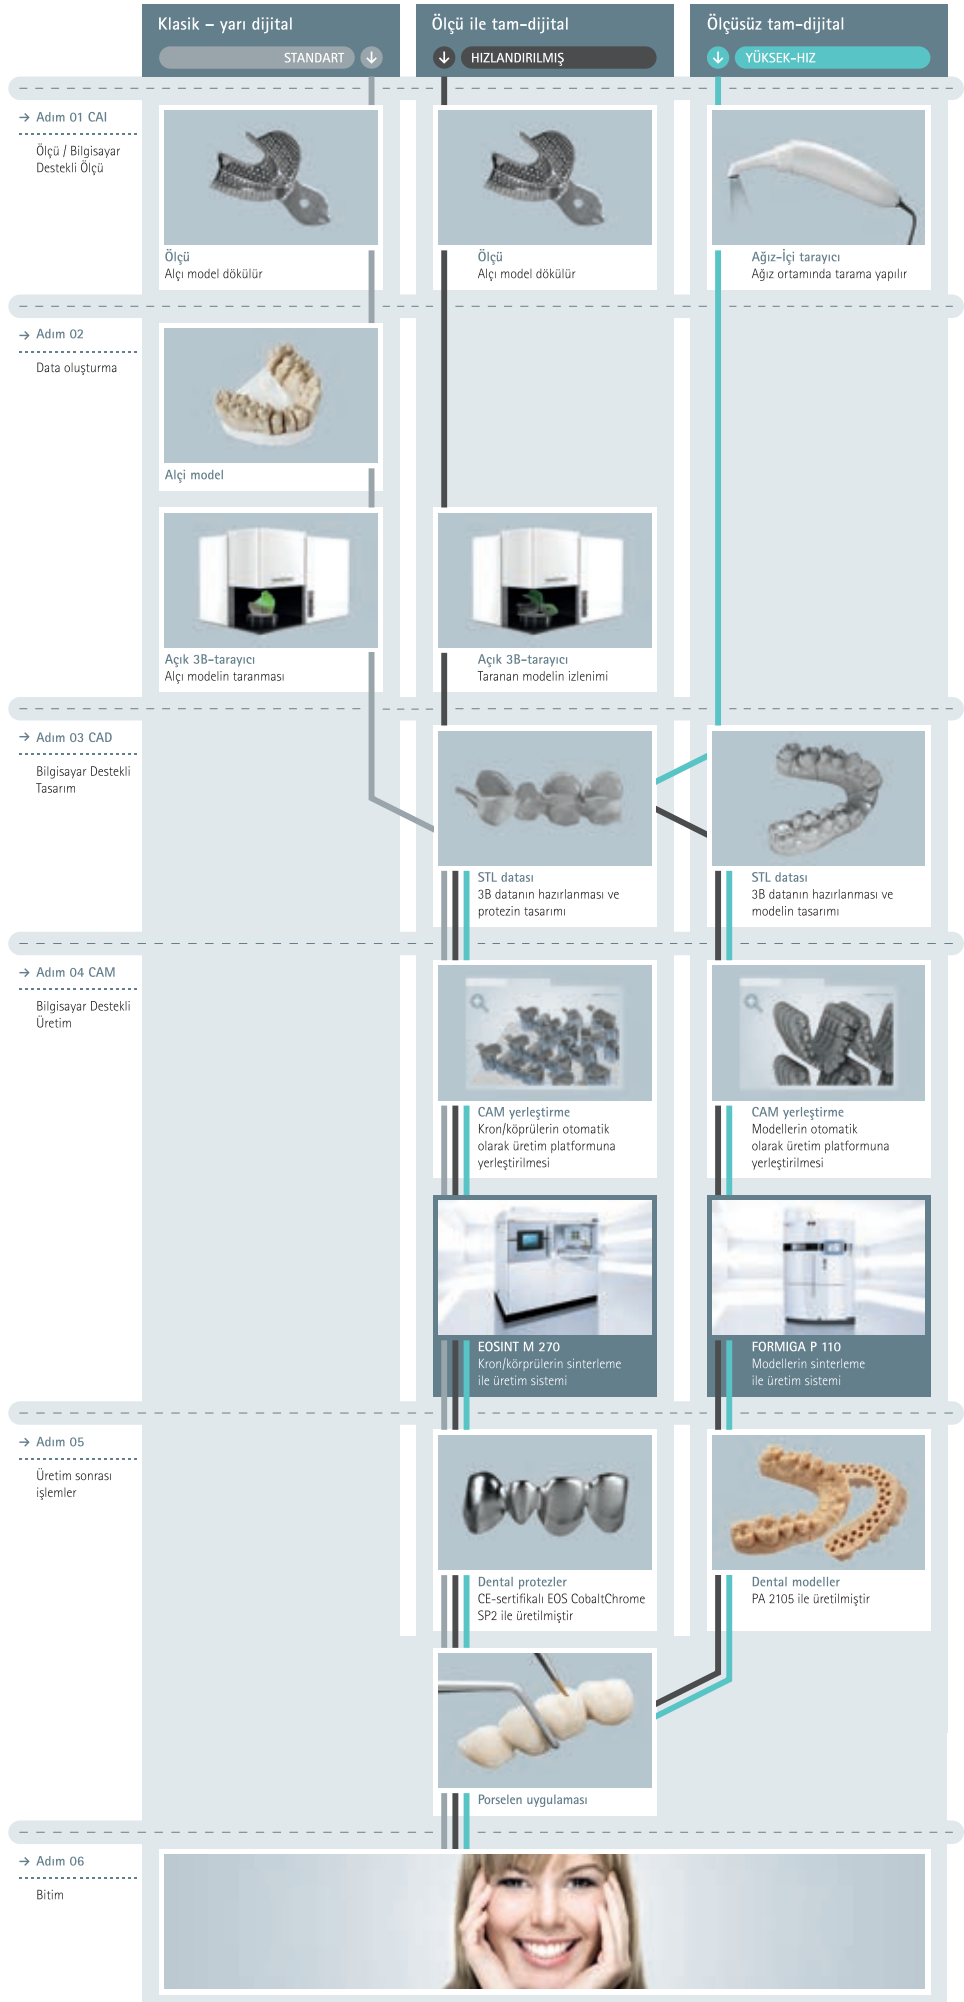 Klasik – yarı dijital
STANDART
Ölçü ile tam-dijital
HIZLANDIRILMIŞ
Ölçüsüz tam-dijital
YÜKSEK-HIZ
Adım 01 CAI
Ölçü / Bilgisayar
Destekli Ölçü
Ölçü
Alçı model dökülür
Ölçü
Alçı model dökülür
Ağız-İçi tarayıcı
Ağız ortamında tarama yapılır
Adım 02
Data oluşturma
Alçi model
Açık 3B-tarayıcı
Alçı modelin taranması
Açık 3B-tarayıcı
Taranan modelin izlenimi
Adım 03 CAD
Bilgisayar Destekli
Tasarım
STL datası
3B datanın hazırlanması ve
protezin tasarımı
STL datası
3B datanın hazırlanması ve
modelin tasarımı
Adım 04 CAM
Bilgisayar Destekli
Üretim
CAM yerleştirme
Kron/köprülerin otomatik
olarak üretim platformuna
yerleştirilmesi
CAM yerleştirme
Modellerin otomatik
olarak üretim platformuna
yerleştirilmesi
EOSINT M 270
Kron/körprülerin sinterleme
ile üretim sistemi
FORMIGA P 110
Modellerin sinterleme
ile üretim sistemi
Adım 05
Üretim sonrası
işlemler
Dental protezler
CE-sertifikalı EOS CobaltChrome
SP2 ile üretilmiştir
Dental modeller
PA 2105 ile üretilmiştir
Porselen uygulaması
Adım 06
Bitim